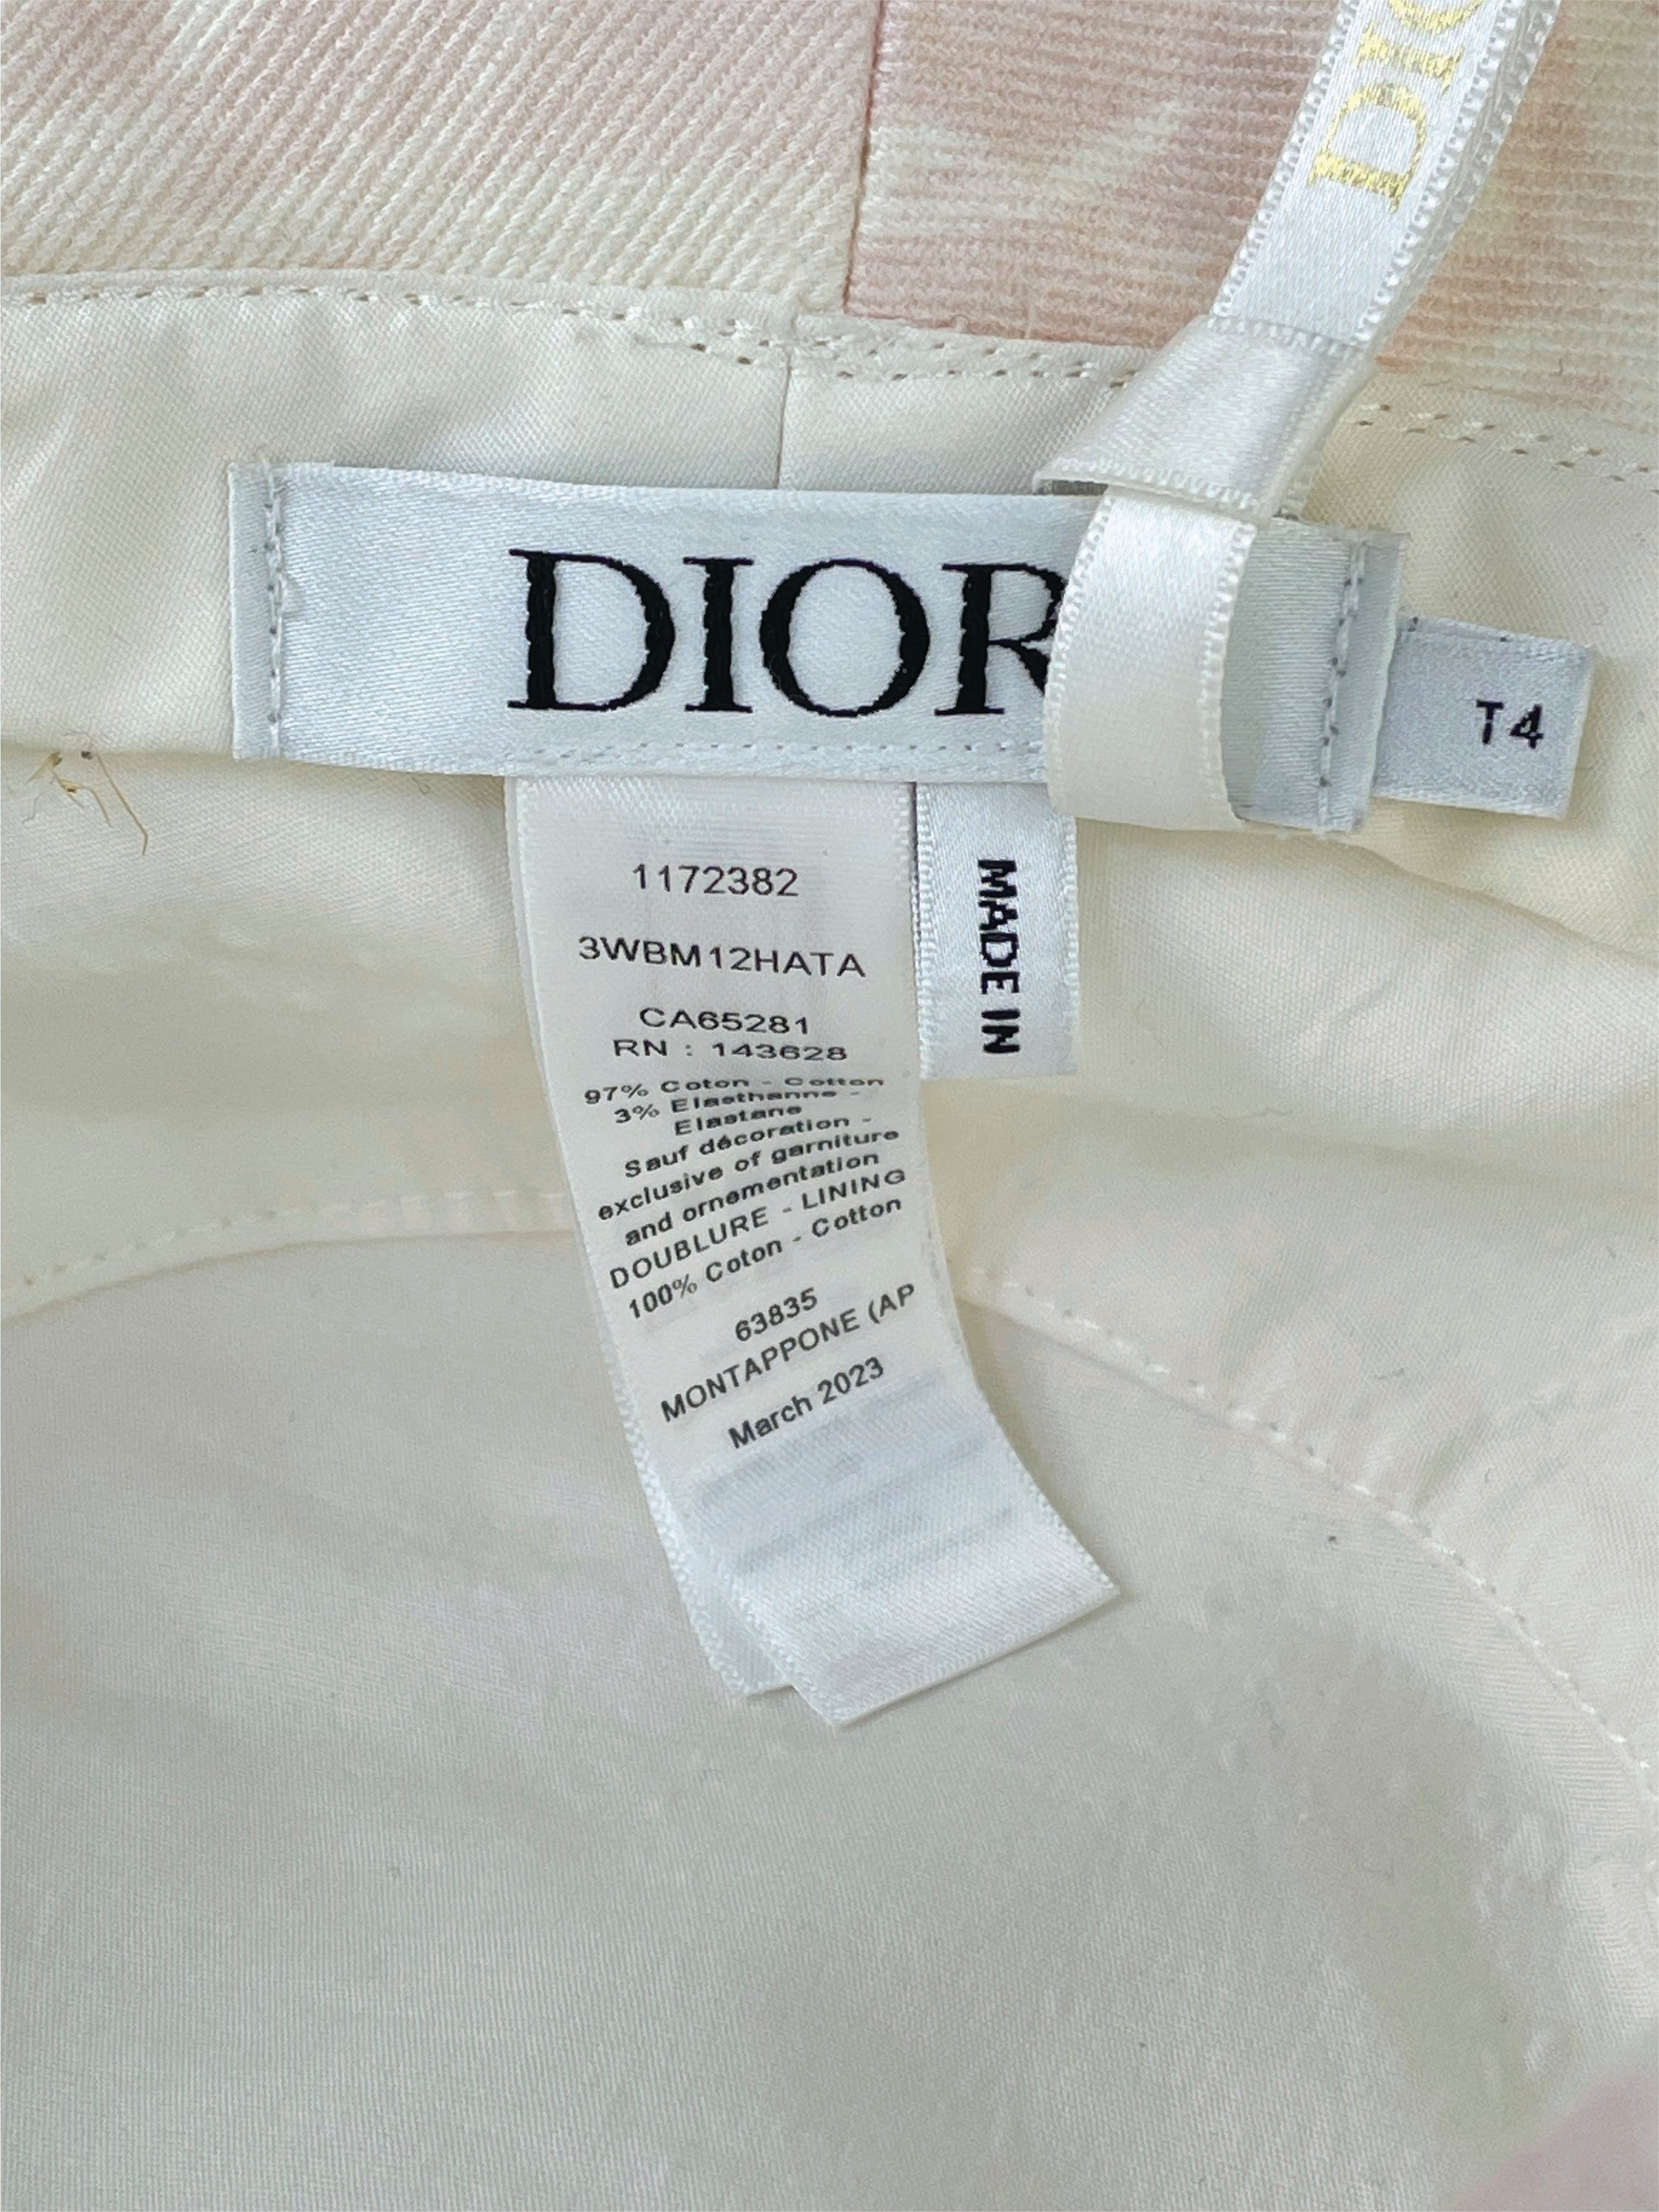 DIO
DIOR
T4
MADE IN
1172382
3WBM12HATA
CA65281
RN : 143628
97% Coton - Cotton
3% Elasthanne -
Elastane
Sauf décoration -
exclusive of garniture
and ornementation
DOUBLURE - LINING
100% Coton - Cotton
63835
MONTAPPONE (AP
March 2023